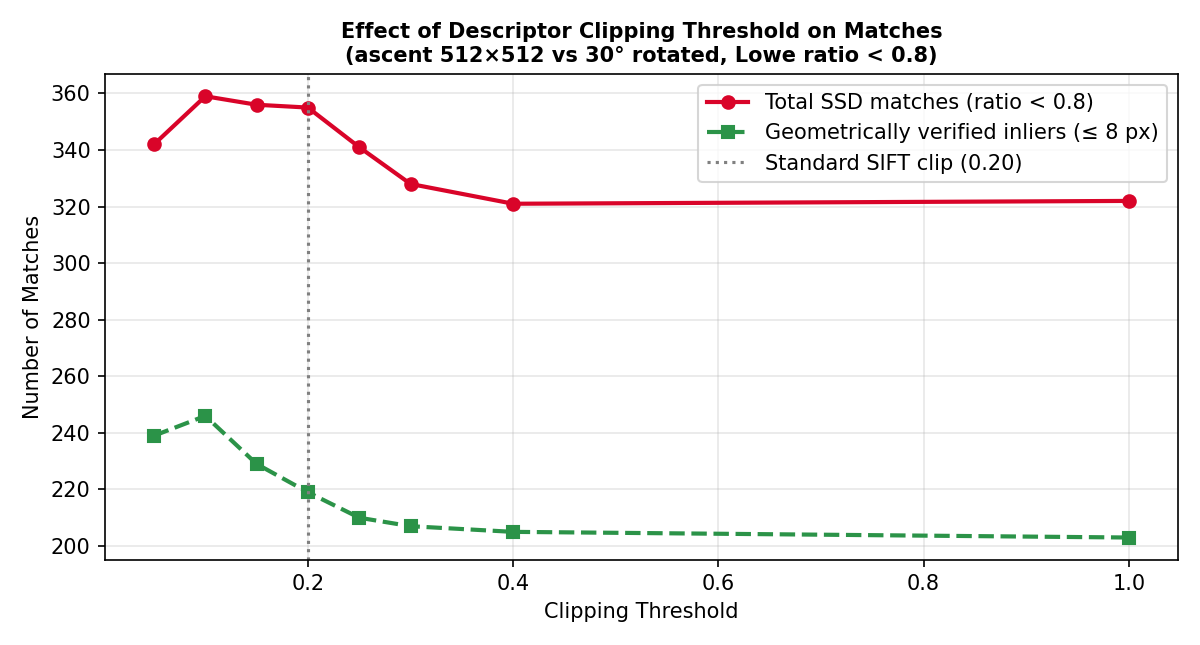 Effect of Descriptor Clipping Threshold on Matches
(ascent 512×512 vs 30° rotated, Lowe ratio < 0.8)
Total SSD matches (ratio < 0.8)
Geometrically verified inliers (≤ 8 px)
Standard SIFT clip (0.20)
Number of Matches
360
340
320
300
280
260
240
220
200
0.2
0.4
0.6
0.8
1.0
Clipping Threshold